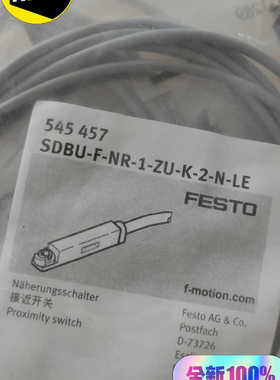 545 457
SDBU-F-NR-1-ZU-K-2-N-LE
FESTO
f-motion.com
Näherungsschalter
接近开关
Proximity switch
Festo AG & Co.
Postfach
D-73726
全新100%